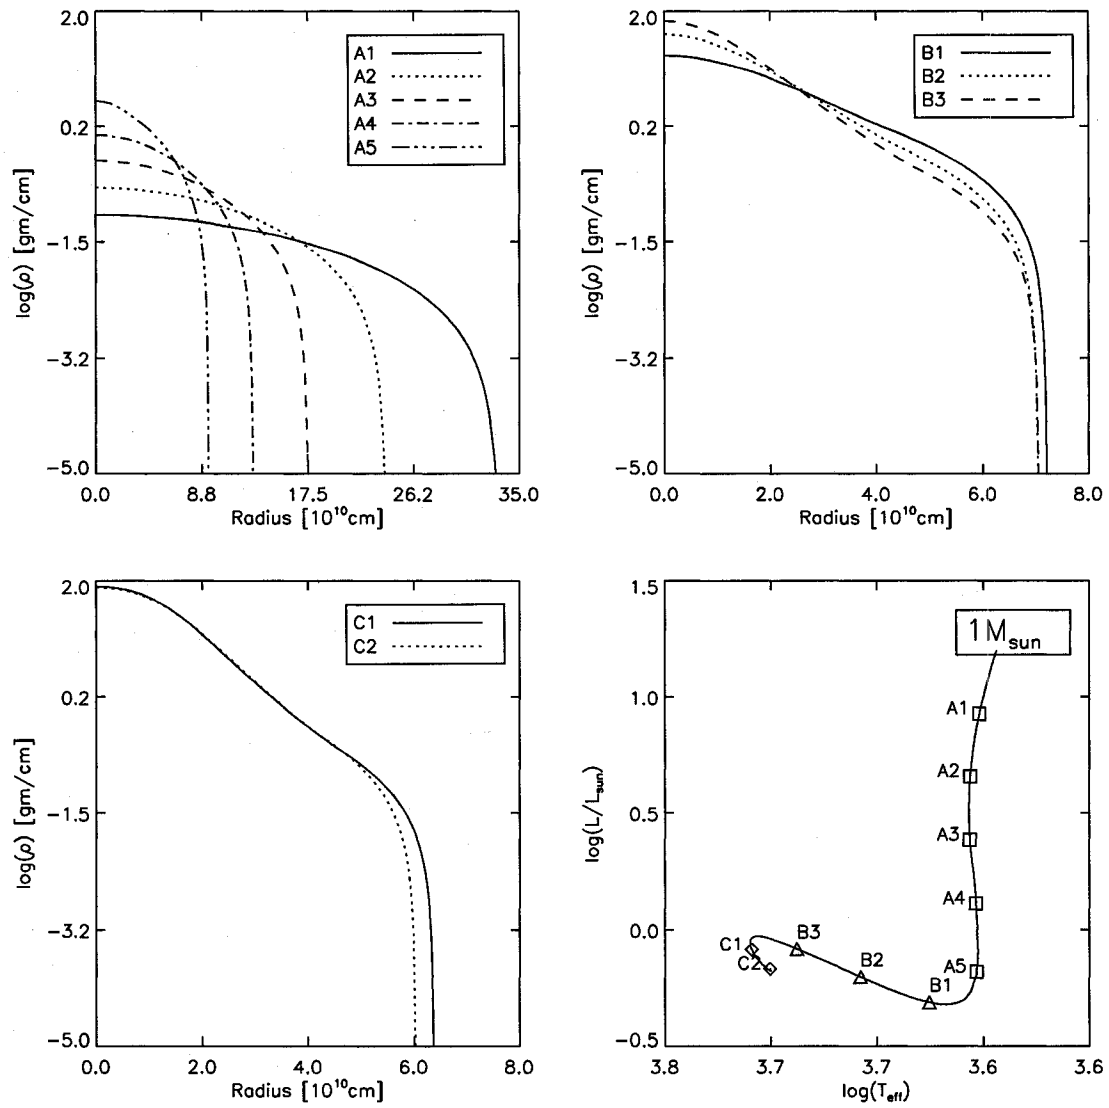 2.0
0.2
-1.5
-3.2
-5.0
log(ρ) [gm/cm]
A1
A2
A3
A4
A5
0.0
8.8
17.5
26.2
35.0
Radius [10¹⁰cm]
2.0
0.2
-1.5
-3.2
-5.0
log(ρ) [gm/cm]
B1
B2
B3
0.0
2.0
4.0
6.0
8.0
Radius [10¹⁰cm]
2.0
0.2
-1.5
-3.2
-5.0
log(ρ) [gm/cm]
C1
C2
0.0
2.0
4.0
6.0
8.0
Radius [10¹⁰cm]
1.5
1.0
0.5
0.0
-0.5
log(L/Lsun)
1Msun
A1
A2
A3
A4
A5
B1
B2
B3
C1
C2
3.8
3.7
3.7
3.6
3.6
log(Teff)